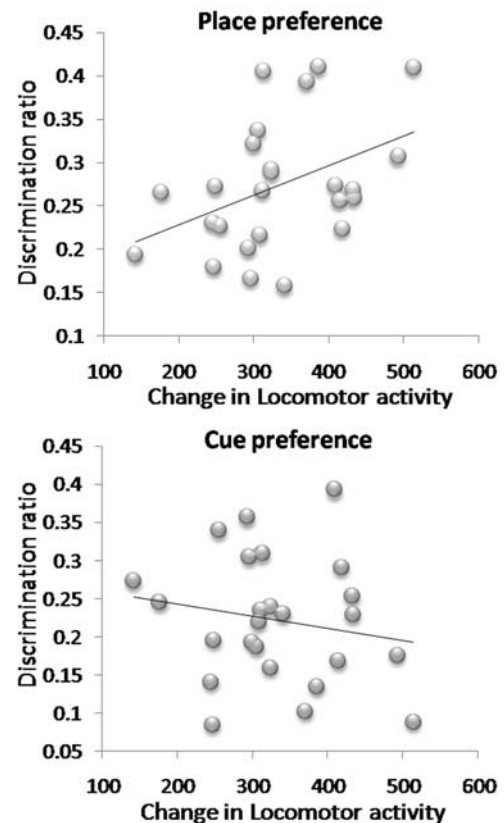 Place preference
Discrimination ratio
0.45
0.4
0.35
0.3
0.25
0.2
0.15
0.1
100 200 300 400 500 600
Change in Locomotor activity
Cue preference
Discrimination ratio
0.45
0.4
0.35
0.3
0.25
0.2
0.15
0.1
0.05
100 200 300 400 500 600
Change in Locomotor activity